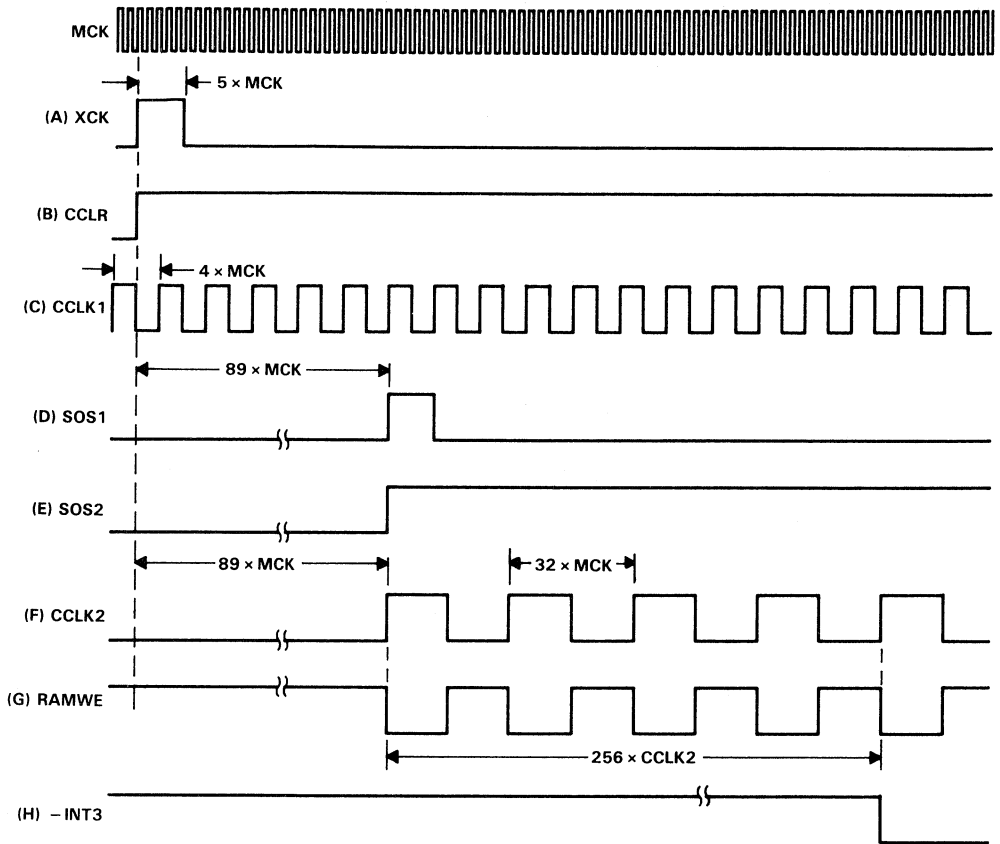 MCK
5 × MCK
(A) XCK
(B) CCLR
4 × MCK
(C) CCLK1
89 × MCK
(D) SOS1
(E) SOS2
89 × MCK
32 × MCK
(F) CCLK2
(G) RAMWE
256 × CCLK2
(H) – INT3